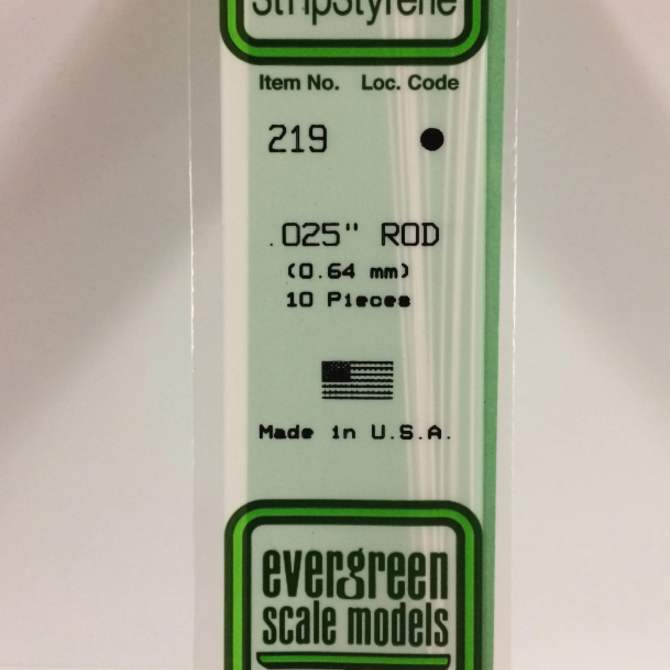 StripStyrene
Item No. Loc. Code
219
.025" ROD
(0.64 mm)
10 Pieces
Made in U.S.A.
evergreen
scale models